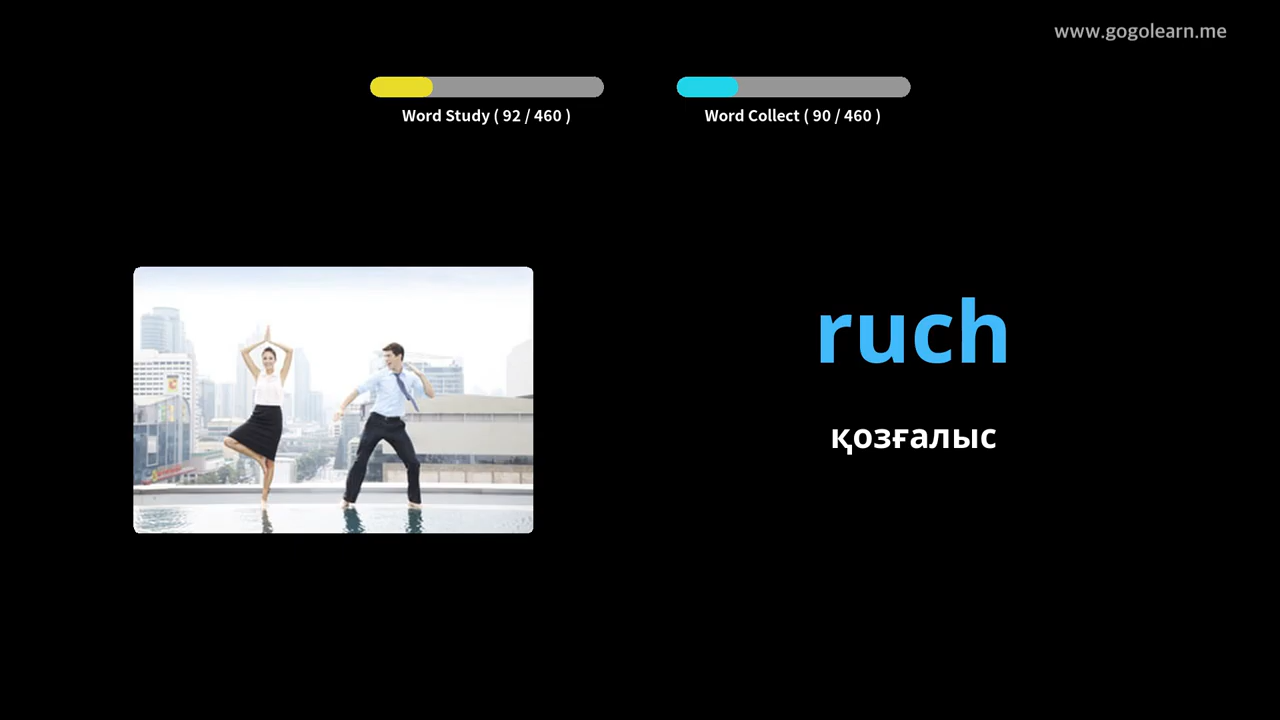 www.gogolearn.me
Word Study ( 92 / 460 )
Word Collect ( 90 / 460 )
ruch
қозғалыс